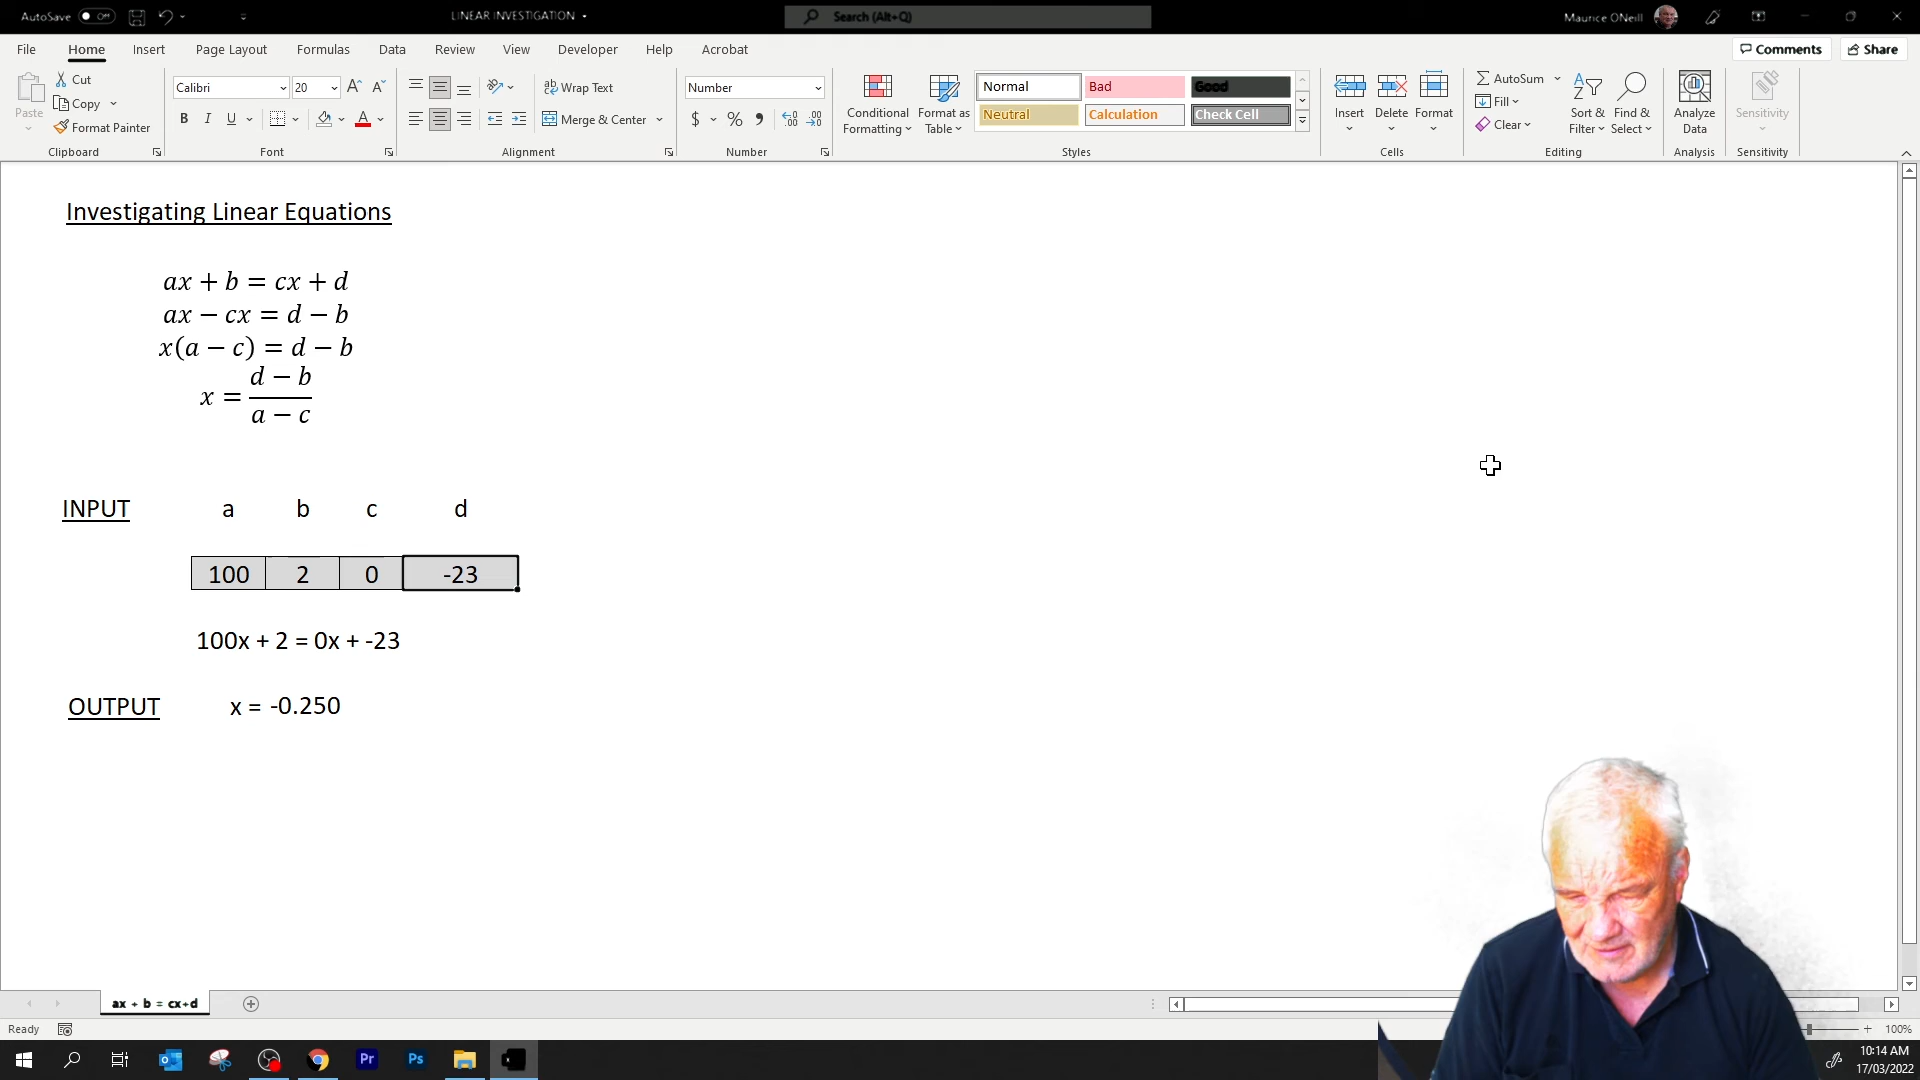 AutoSave Off LINEAR INVESTIGATION Search (Alt+Q) Maurice ONeill
File Home Insert Page Layout Formulas Data Review View Developer Help Acrobat Comments Share
Paste
Cut
Copy
Format Painter
Clipboard
Calibri 20
B I U
Font
Wrap Text
Merge & Center
Alignment
Number
$ % 9
Number
Conditional Formatting
Format as Table
Normal Bad Good
Neutral Calculation Check Cell
Styles
Insert Delete Format
Cells
AutoSum
Fill
Clear
Sort & Filter
Find & Select
Editing
Analyze Data
Analysis
Sensitivity
Sensitivity
Investigating Linear Equations
ax + b = cx + d
ax − cx = d − b
x(a − c) = d − b
x = (d − b)/(a − c)
INPUT a b c d
100 2 0 -23
100x + 2 = 0x + -23
OUTPUT x = -0.250
ax + b = cx+d
Ready 100%
Pr Ps
10:14 AM
17/03/2022